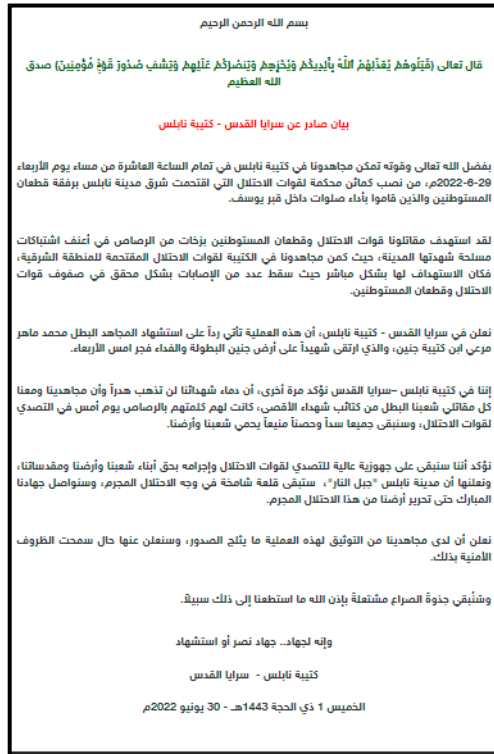 بسم الله الرحمن الرحيم
قال تعالى (قَٰتِلُوهُمْ يُعَذِّبْهُمُ ٱللَّهُ بِأَيْدِيكُمْ وَيُخْزِهِمْ وَيَنصُرْكُمْ عَلَيْهِمْ وَيَشْفِ صُدُورَ قَوْمٍ مُّؤْمِنِينَ) صدق
الله العظيم
بيان صادر عن سرايا القدس - كتيبة نابلس
بفضل الله تعالى وقوته تمكن مجاهدونا في كتيبة نابلس في تمام الساعة العاشرة من مساء يوم الأربعاء
29-6-2022م، من نصب كمائن محكمة لقوات الاحتلال التي اقتحمت شرق مدينة نابلس برفقة قطعان
المستوطنين والذين قاموا بأداء صلوات داخل قبر يوسف.
لقد استهدف مقاتلونا قوات الاحتلال وقطعان المستوطنين بزخات من الرصاص في أعنف اشتباكات
مسلحة شهدتها المدينة، حيث كمن مجاهدونا في الكتيبة لقوات الاحتلال المقتحمة للمنطقة الشرقية،
فكان الاستهداف لها بشكل مباشر حيث سقط عدد من الإصابات بشكل محقق في صفوف قوات
الاحتلال وقطعان المستوطنين.
نعلن في سرايا القدس - كتيبة نابلس، أن هذه العملية تأتي رداً على استشهاد المجاهد البطل محمد ماهر
مرعي ابن كتيبة جنين، والذي ارتقى شهيداً على أرض جنين البطولة والفداء فجر امس الأربعاء.
إننا في كتيبة نابلس –سرايا القدس نؤكد مرة أخرى، أن دماء شهدائنا لن تذهب هدراً وأن مجاهدينا ومعنا
كل مقاتلي شعبنا البطل من كتائب شهداء الأقصى، كانت لهم كلمتهم بالرصاص يوم أمس في التصدي
لقوات الاحتلال، وسنبقى جميعا سداً وحصناً منيعاً يحمي شعبنا وأرضنا.
نؤكد أننا سنبقى على جهوزية عالية للتصدي لقوات الاحتلال وإجرامه بحق أبناء شعبنا وأرضنا ومقدساتنا،
ونعلنها أن مدينة نابلس "جبل النار"، ستبقى قلعة شامخة في وجه الاحتلال المجرم، وسنواصل جهادنا
المبارك حتى تحرير أرضنا من هذا الاحتلال المجرم.
نعلن أن لدى مجاهدينا من التوثيق لهذه العملية ما يثلج الصدور، وسنعلن عنها حال سمحت الظروف
الأمنية بذلك.
وسَنُبقي جذوةَ الصراع مشتعلةً بإذن الله ما استطعنا إلى ذلك سبيلاً.
وإنه لجهاد.. جهاد نصر أو استشهاد
كتيبة نابلس - سرايا القدس
الخميس 1 ذي الحجة 1443هـ - 30 يونيو 2022م